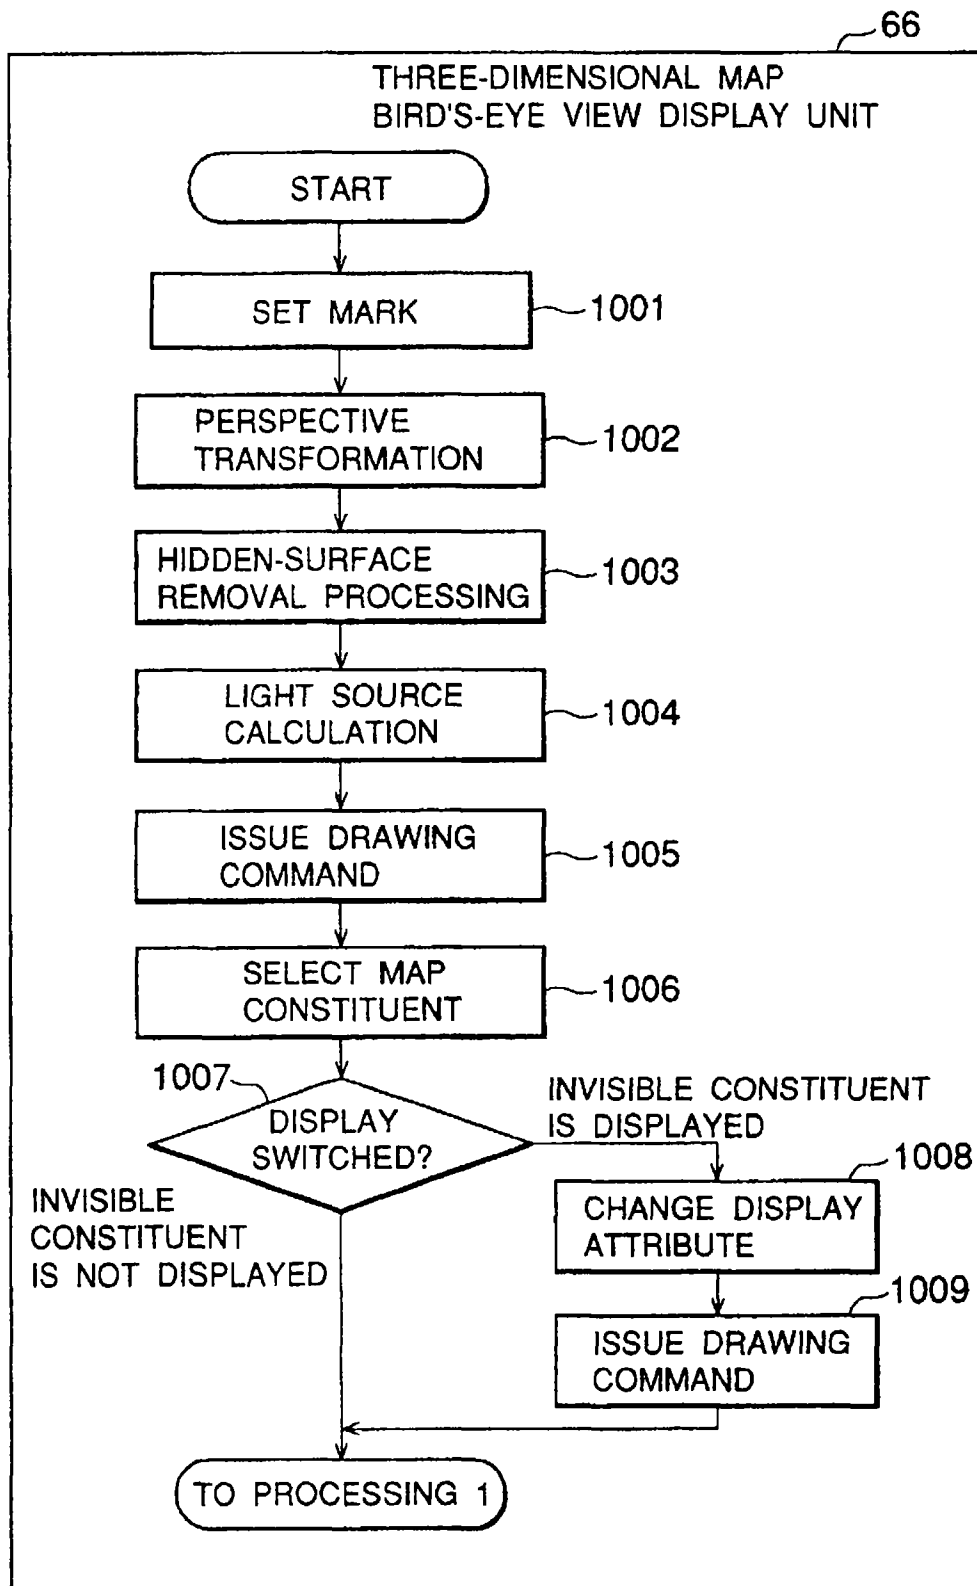 66
THREE-DIMENSIONAL MAP
BIRD'S-EYE VIEW DISPLAY UNIT
START
SET MARK
1001
PERSPECTIVE
TRANSFORMATION
1002
HIDDEN-SURFACE
REMOVAL PROCESSING
1003
LIGHT SOURCE
CALCULATION
1004
ISSUE DRAWING
COMMAND
1005
SELECT MAP
CONSTITUENT
1006
1007
DISPLAY
SWITCHED?
INVISIBLE CONSTITUENT
IS DISPLAYED
1008
CHANGE DISPLAY
ATTRIBUTE
INVISIBLE
CONSTITUENT
IS NOT DISPLAYED
1009
ISSUE DRAWING
COMMAND
TO PROCESSING 1